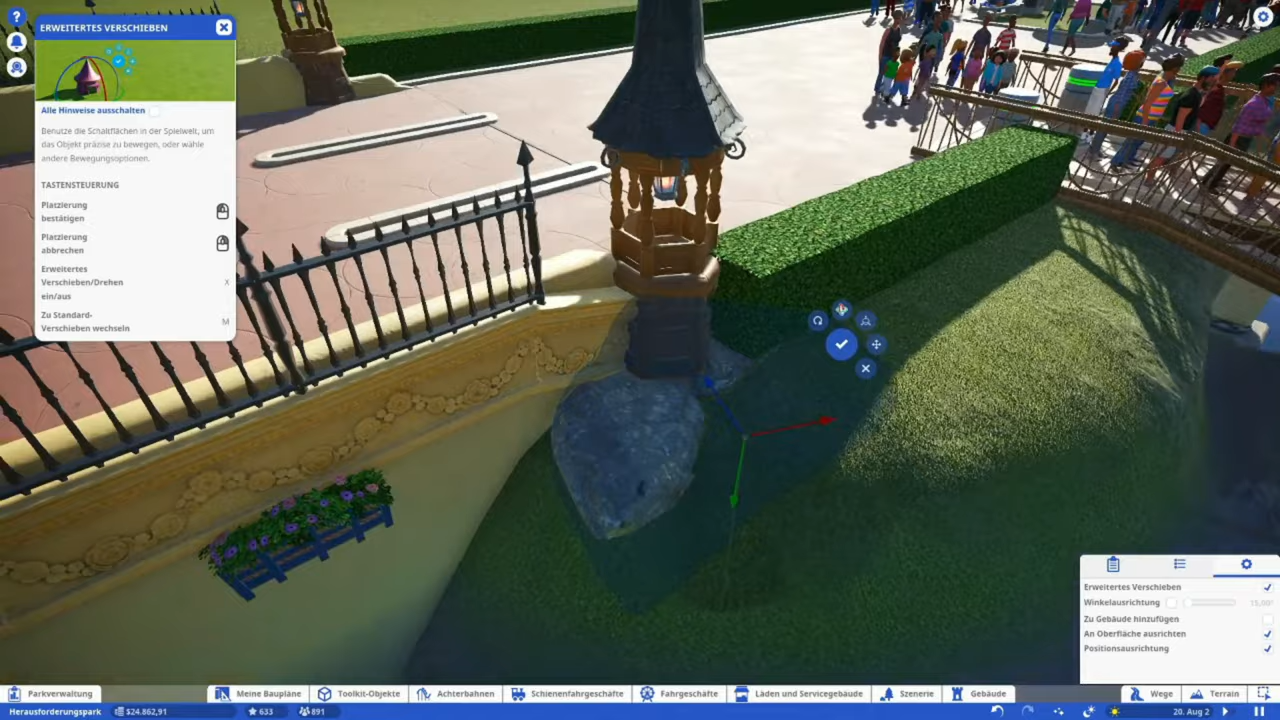 ERWEITERTES VERSCHIEBEN
Alle Hinweise ausschalten
Benutze die Schaltflächen in der Spielwelt, um
das Objekt präzise zu bewegen, oder wähle
andere Bewegungsoptionen.
TASTENSTEUERUNG
Platzierung
bestätigen
Platzierung
abbrechen
Erweitertes
Verschieben/Drehen
ein/aus
X
Zu Standard-
Verschieben wechseln
M
Erweitertes Verschieben
Winkelausrichtung
15,00°
Zu Gebäude hinzufügen
An Oberfläche ausrichten
Positionsausrichtung
Parkverwaltung
Meine Baupläne
Toolkit-Objekte
Achterbahnen
Schienenfahrgeschäfte
Fahrgeschäfte
Läden und Servicegebäude
Szenerie
Gebäude
Wege
Terrain
Herausforderungspark
$24.862,91
633
891
20. Aug 2